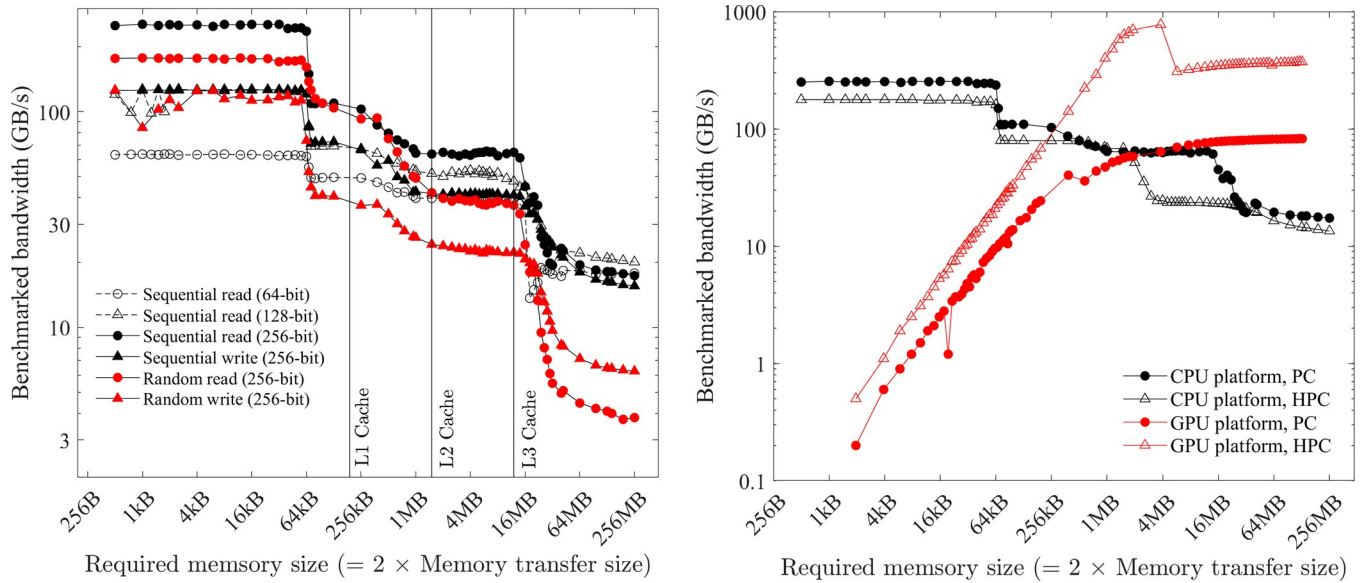 Benchmarked bandwidth (GB/s)
100
30
10
3
Sequential read (64-bit)
Sequential read (128-bit)
Sequential read (256-bit)
Sequential write (256-bit)
Random read (256-bit)
Random write (256-bit)
L1 Cache
L2 Cache
L3 Cache
256B
1kB
4kB
16kB
64kB
256kB
1MB
4MB
16MB
64MB
256MB
Required memsory size (= 2 × Memory transfer size)
Benchmarked bandwidth (GB/s)
1000
100
10
1
0.1
CPU platform, PC
CPU platform, HPC
GPU platform, PC
GPU platform, HPC
256B
1kB
4kB
16kB
64kB
256kB
1MB
4MB
16MB
64MB
256MB
Required memsory size (= 2 × Memory transfer size)